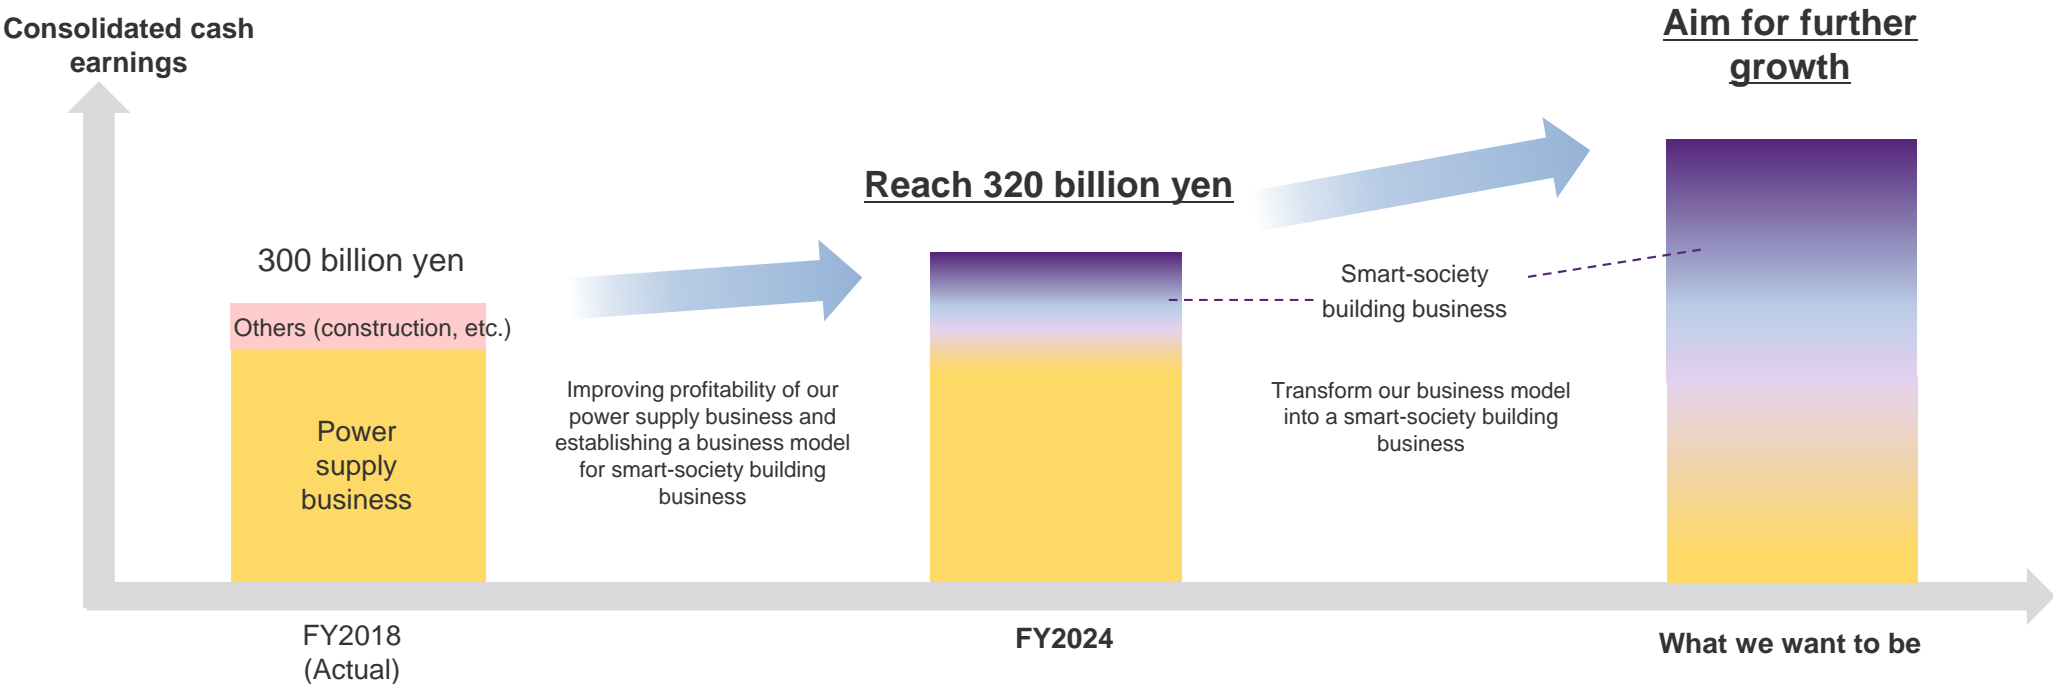 Consolidated cash
earnings
300 billion yen
Others (construction, etc.)
Power
supply
business
FY2018
(Actual)
Improving profitability of our
power supply business and
establishing a business model
for smart-society building
business
Reach 320 billion yen
FY2024
Smart-society
building business
Transform our business model
into a smart-society building
business
Aim for further
growth
What we want to be